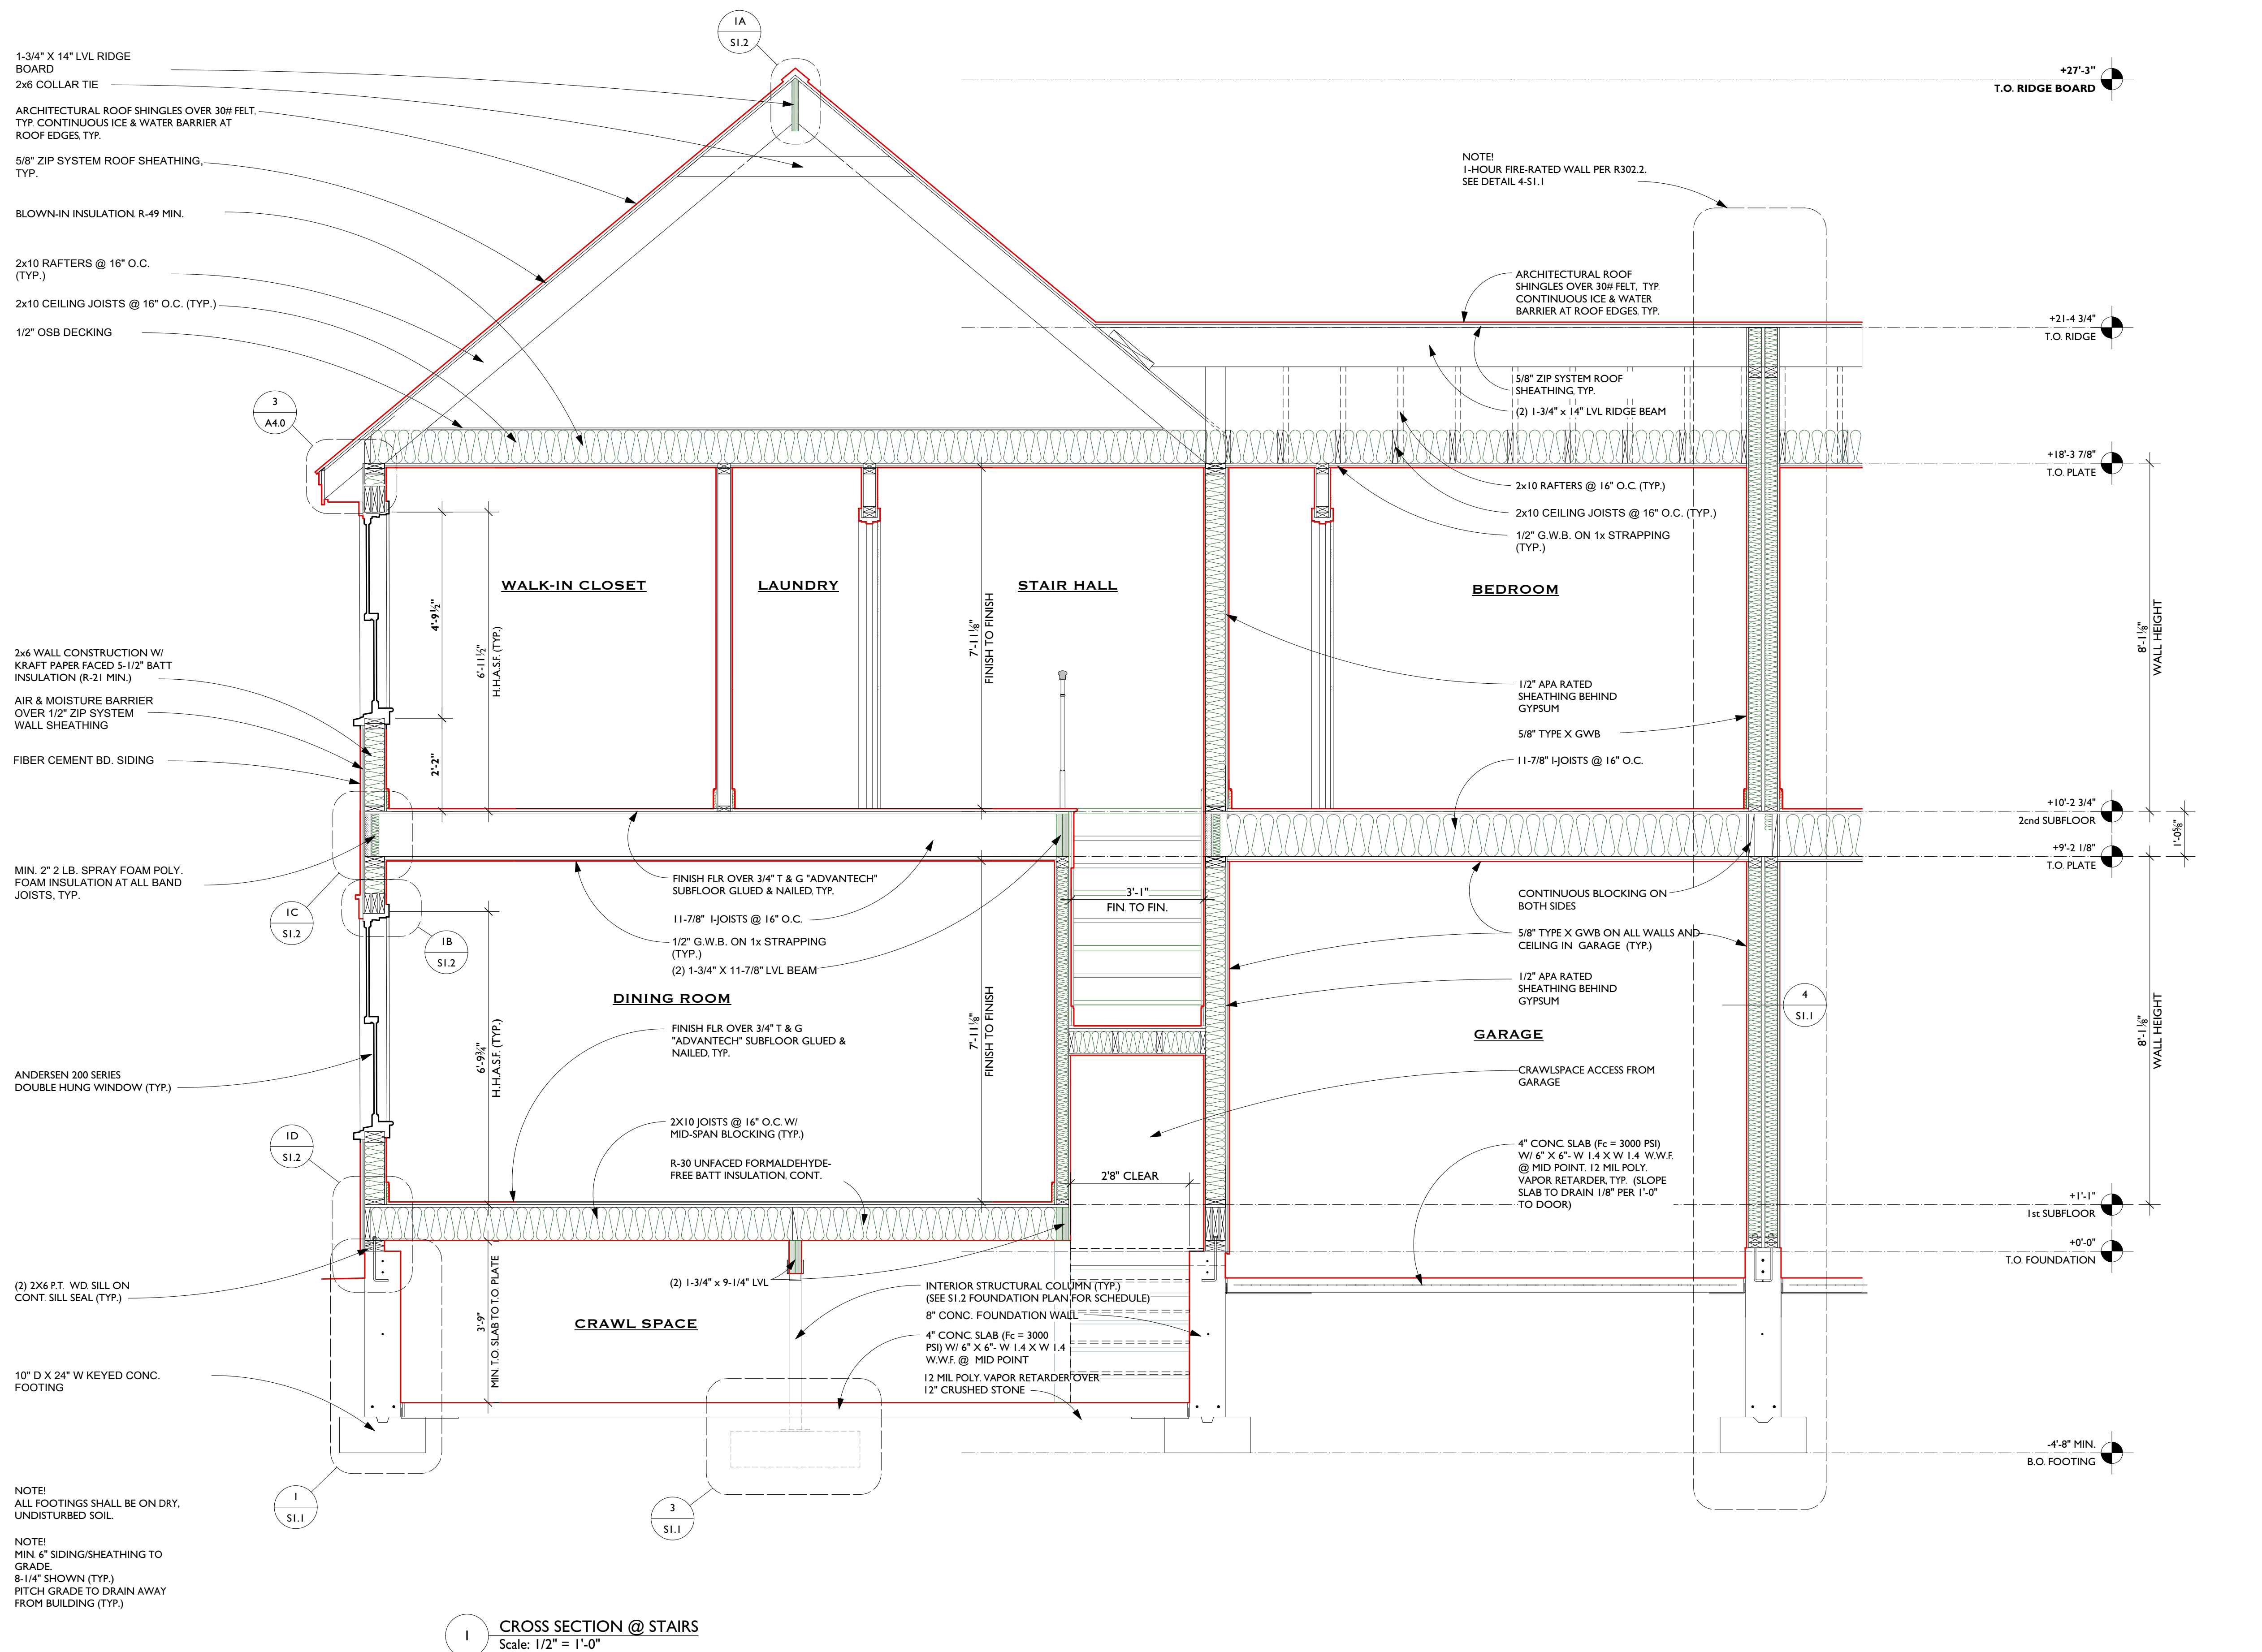 1A
S1.2
1-3/4" X 14" LVL RIDGE
BOARD
2x6 COLLAR TIE
ARCHITECTURAL ROOF SHINGLES OVER 30# FELT,
TYP. CONTINUOUS ICE & WATER BARRIER AT
ROOF EDGES, TYP.
5/8" ZIP SYSTEM ROOF SHEATHING,
TYP.
BLOWN-IN INSULATION R-49 MIN.
2x10 RAFTERS @ 16" O.C.
(TYP.)
2x10 CEILING JOISTS @ 16" O.C. (TYP.)
1/2" OSB DECKING
3
A4.0
2x6 WALL CONSTRUCTION W/
KRAFT PAPER FACED 5-1/2" BATT
INSULATION (R-21 MIN.)
AIR & MOISTURE BARRIER
OVER 1/2" ZIP SYSTEM
WALL SHEATHING
FIBER CEMENT BD. SIDING
MIN. 2" 2 LB. SPRAY FOAM POLY.
FOAM INSULATION AT ALL BAND
JOISTS, TYP.
1C
S1.2
1B
S1.2
ANDERSEN 200 SERIES
DOUBLE HUNG WINDOW (TYP.)
1D
S1.2
(2) 2X6 P.T. WD. SILL ON
CONT. SILL SEAL (TYP.)
10" D X 24" W KEYED CONC.
FOOTING
1
S1.1
3
S1.1
NOTE!
ALL FOOTINGS SHALL BE ON DRY,
UNDISTURBED SOIL.
NOTE!
MIN. 6" SIDING/SHEATHING TO
GRADE.
8-1/4" SHOWN (TYP.)
PITCH GRADE TO DRAIN AWAY
FROM BUILDING (TYP.)
WALK-IN CLOSET
LAUNDRY
STAIR HALL
BEDROOM
4'-9½"
2'-2"
6'-11½"
H.H.A.S.F. (TYP.)
7'-11⅛"
FINISH TO FINISH
FINISH FLR OVER 3/4" T & G "ADVANTECH"
SUBFLOOR GLUED & NAILED, TYP.
11-7/8" I-JOISTS @ 16" O.C.
1/2" G.W.B. ON 1x STRAPPING
(TYP.)
(2) 1-3/4" X 11-7/8" LVL BEAM
3'-1"
FIN. TO FIN.
DINING ROOM
FINISH FLR OVER 3/4" T & G
"ADVANTECH" SUBFLOOR GLUED &
NAILED, TYP.
6'-9¾"
H.H.A.S.F. (TYP.)
7'-11⅛"
FINISH TO FINISH
2X10 JOISTS @ 16" O.C. W/
MID-SPAN BLOCKING (TYP.)
R-30 UNFACED FORMALDEHYDE-
FREE BATT INSULATION, CONT.
2'8" CLEAR
(2) 1-3/4" x 9-1/4" LVL
3'-9"
MIN. T.O. SLAB TO T.O. PLATE
CRAWL SPACE
INTERIOR STRUCTURAL COLUMN (TYP.)
(SEE S1.2 FOUNDATION PLAN FOR SCHEDULE)
8" CONC. FOUNDATION WALL
4" CONC. SLAB (Fc = 3000
PSI) W/ 6" X 6"- W 1.4 X W 1.4
W.W.F. @ MID POINT
12 MIL POLY. VAPOR RETARDER OVER
12" CRUSHED STONE
NOTE!
1-HOUR FIRE-RATED WALL PER R302.2.
SEE DETAIL 4-S1.1
ARCHITECTURAL ROOF
SHINGLES OVER 30# FELT, TYP.
CONTINUOUS ICE & WATER
BARRIER AT ROOF EDGES, TYP.
5/8" ZIP SYSTEM ROOF
SHEATHING, TYP.
(2) 1-3/4" x 14" LVL RIDGE BEAM
2x10 RAFTERS @ 16" O.C. (TYP.)
2x10 CEILING JOISTS @ 16" O.C. (TYP.)
1/2" G.W.B. ON 1x STRAPPING
(TYP.)
1/2" APA RATED
SHEATHING BEHIND
GYPSUM
5/8" TYPE X GWB
11-7/8" I-JOISTS @ 16" O.C.
CONTINUOUS BLOCKING ON
BOTH SIDES
5/8" TYPE X GWB ON ALL WALLS AND
CEILING IN GARAGE (TYP.)
1/2" APA RATED
SHEATHING BEHIND
GYPSUM
GARAGE
4
S1.1
CRAWLSPACE ACCESS FROM
GARAGE
4" CONC. SLAB (Fc = 3000 PSI)
W/ 6" X 6"- W 1.4 X W 1.4 W.W.F.
@ MID POINT. 12 MIL POLY.
VAPOR RETARDER, TYP. (SLOPE
SLAB TO DRAIN 1/8" PER 1'-0"
TO DOOR)
+27'-3"
T.O. RIDGE BOARD
+21-4 3/4"
T.O. RIDGE
+18'-3 7/8"
T.O. PLATE
8'-1⅛"
WALL HEIGHT
+10'-2 3/4"
2cnd SUBFLOOR
1'-0⅝"
+9'-2 1/8"
T.O. PLATE
8'-1⅛"
WALL HEIGHT
+1'-1"
1st SUBFLOOR
+0'-0"
T.O. FOUNDATION
-4'-8" MIN.
B.O. FOOTING
1
CROSS SECTION @ STAIRS
Scale: 1/2" = 1'-0"